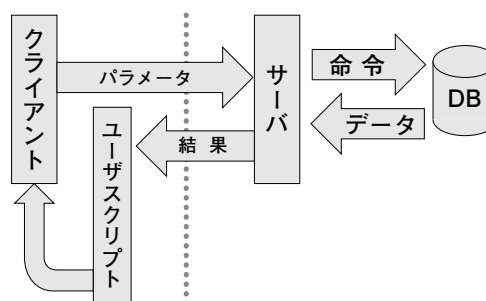 クライアント
パラメータ
サーバ
命令
DB
データ
結果
ユーザスクリプト